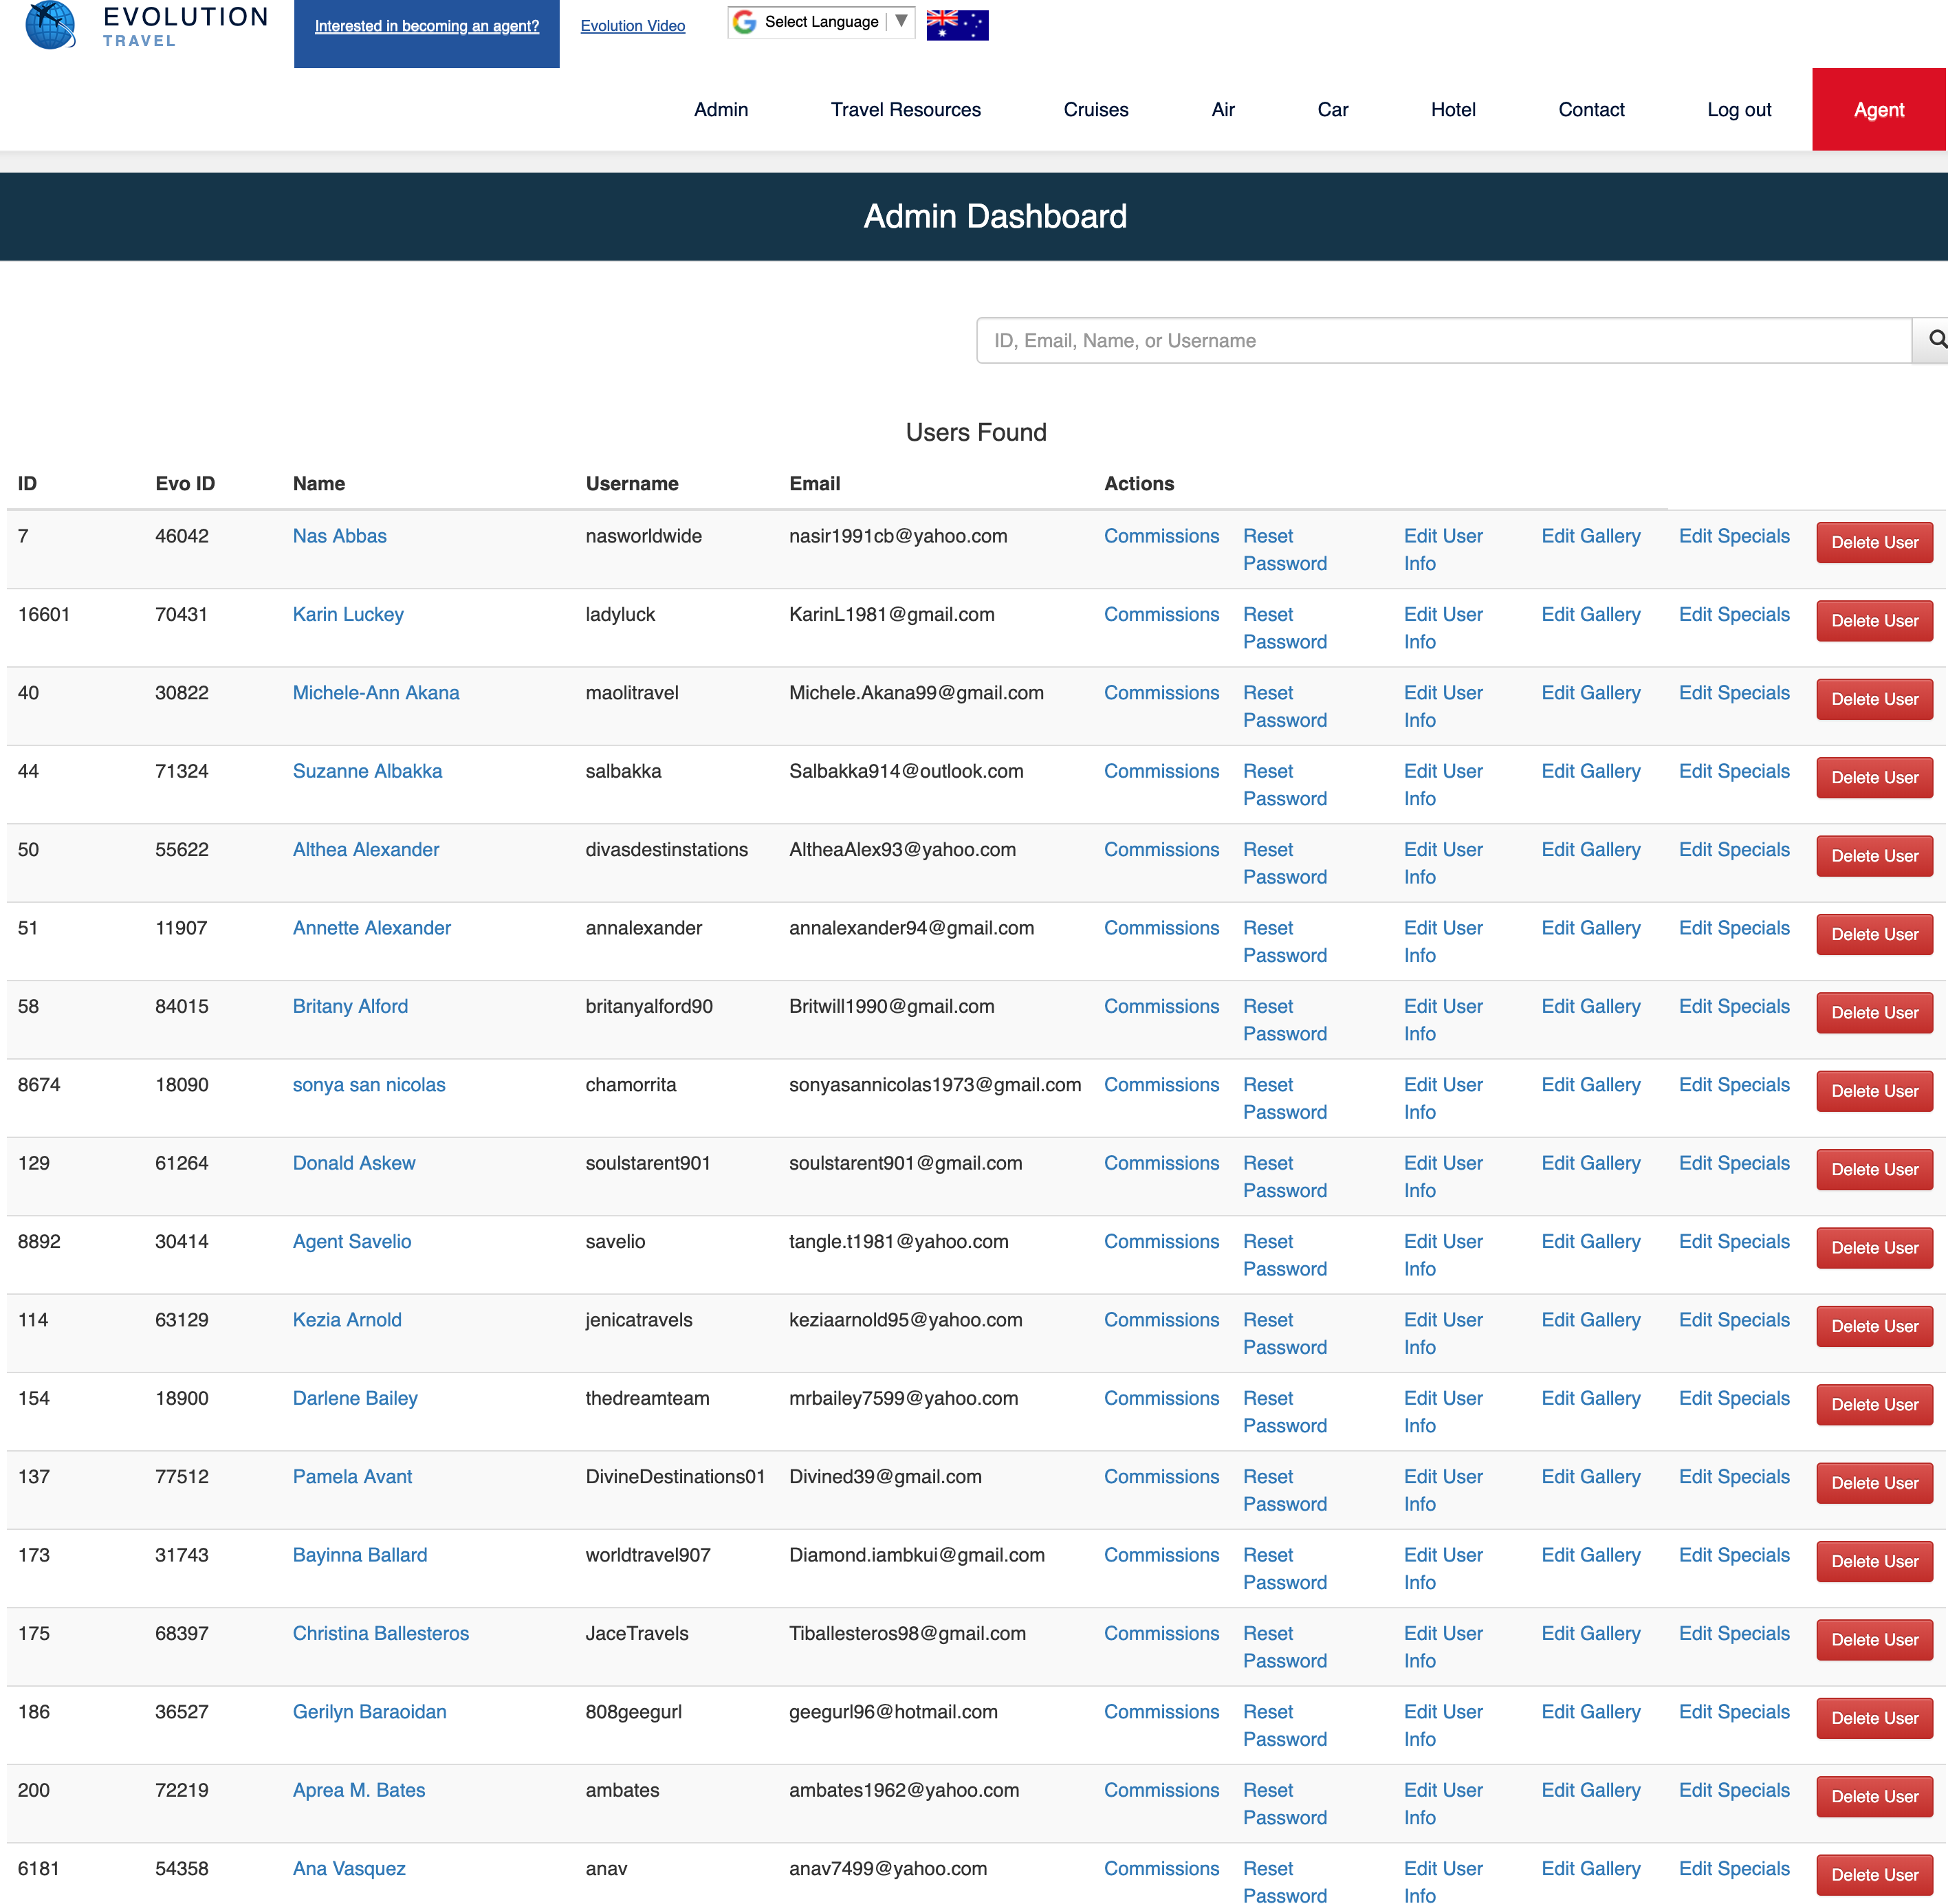 EVOLUTION
TRAVEL
Interested in becoming an agent?
Evolution Video
Select Language ▼
Admin Travel Resources Cruises Air Car Hotel Contact Log out Agent
Admin Dashboard
ID, Email, Name, or Username
Users Found
ID Evo ID Name Username Email Actions
7 46042 Nas Abbas nasworldwide nasir1991cb@yahoo.com Commissions Reset Edit User Edit Gallery Edit Specials Delete User
Password Info
16601 70431 Karin Luckey ladyluck KarinL1981@gmail.com Commissions Reset Edit User Edit Gallery Edit Specials Delete User
Password Info
40 30822 Michele-Ann Akana maolitravel Michele.Akana99@gmail.com Commissions Reset Edit User Edit Gallery Edit Specials Delete User
Password Info
44 71324 Suzanne Albakka salbakka Salbakka914@outlook.com Commissions Reset Edit User Edit Gallery Edit Specials Delete User
Password Info
50 55622 Althea Alexander divasdestinstations AltheaAlex93@yahoo.com Commissions Reset Edit User Edit Gallery Edit Specials Delete User
Password Info
51 11907 Annette Alexander annalexander annalexander94@gmail.com Commissions Reset Edit User Edit Gallery Edit Specials Delete User
Password Info
58 84015 Britany Alford britanyalford90 Britwill1990@gmail.com Commissions Reset Edit User Edit Gallery Edit Specials Delete User
Password Info
8674 18090 sonya san nicolas chamorrita sonyasannicolas1973@gmail.com Commissions Reset Edit User Edit Gallery Edit Specials Delete User
Password Info
129 61264 Donald Askew soulstarent901 soulstarent901@gmail.com Commissions Reset Edit User Edit Gallery Edit Specials Delete User
Password Info
8892 30414 Agent Savelio savelio tangle.t1981@yahoo.com Commissions Reset Edit User Edit Gallery Edit Specials Delete User
Password Info
114 63129 Kezia Arnold jenicatravels keziaarnold95@yahoo.com Commissions Reset Edit User Edit Gallery Edit Specials Delete User
Password Info
154 18900 Darlene Bailey thedreamteam mrbailey7599@yahoo.com Commissions Reset Edit User Edit Gallery Edit Specials Delete User
Password Info
137 77512 Pamela Avant DivineDestinations01 Divined39@gmail.com Commissions Reset Edit User Edit Gallery Edit Specials Delete User
Password Info
173 31743 Bayinna Ballard worldtravel907 Diamond.iambkui@gmail.com Commissions Reset Edit User Edit Gallery Edit Specials Delete User
Password Info
175 68397 Christina Ballesteros JaceTravels Tiballesteros98@gmail.com Commissions Reset Edit User Edit Gallery Edit Specials Delete User
Password Info
186 36527 Gerilyn Baraoidan 808geegurl geegurl96@hotmail.com Commissions Reset Edit User Edit Gallery Edit Specials Delete User
Password Info
200 72219 Aprea M. Bates ambates ambates1962@yahoo.com Commissions Reset Edit User Edit Gallery Edit Specials Delete User
Password Info
6181 54358 Ana Vasquez anav anav7499@yahoo.com Commissions Reset Edit User Edit Gallery Edit Specials Delete User
Password Info